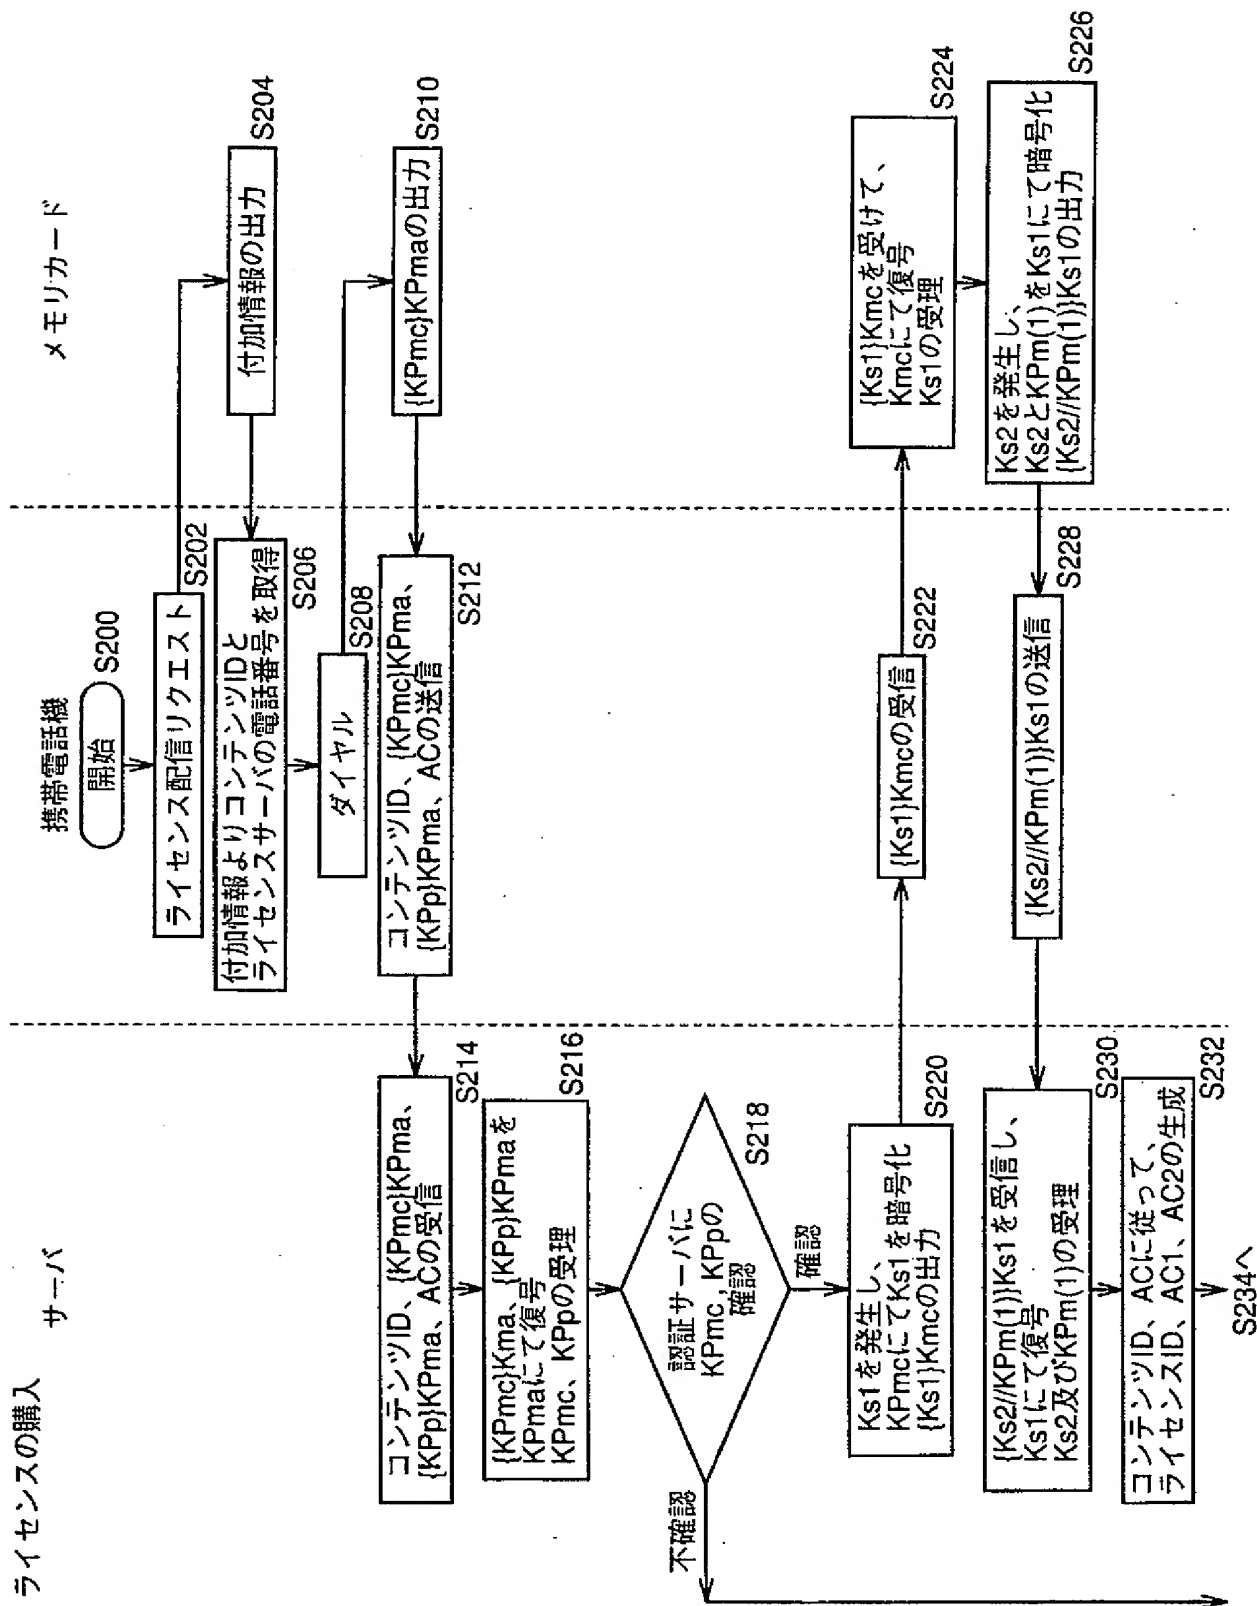 ライセンスの購入
サーバ
携帯電話機
メモリカード
開始
S200
ライセンス配信リクエスト
S202
付加情報の出力
S204
付加情報よりコンテンツIDと
ライセンスサーバの電話番号を取得
S206
ダイヤル
S208
{KPmc}KPmaの出力
S210
コンテンツID、{KPmc}KPma、
{KPp}KPma、ACの送信
S212
コンテンツID、{KPmc}KPma、
{KPp}KPma、ACの受信
S214
{KPmc}Kma、{KPp}KPmaを
KPmaにて復号
KPmc、KPpの受理
S216
認証サーバに
KPmc,KPpの
確認
S218
不確認
確認
Ks1を発生し、
KPmcにてKs1を暗号化
{Ks1}Kmcの出力
S220
{Ks1}Kmcの受信
S222
{Ks1}Kmcを受けて、
Kmcにて復号
Ks1の受理
S224
Ks2を発生し、
Ks2とKPm(1)をKs1にて暗号化
{Ks2//KPm(1)}Ks1の出力
S226
{Ks2//KPm(1)}Ks1の送信
S228
{Ks2//KPm(1)}Ks1を受信し、
Ks1にて復号
Ks2及びKPm(1)の受理
S230
コンテンツID、ACに従って、
ライセンスID、AC1、AC2の生成
S232
S234へ